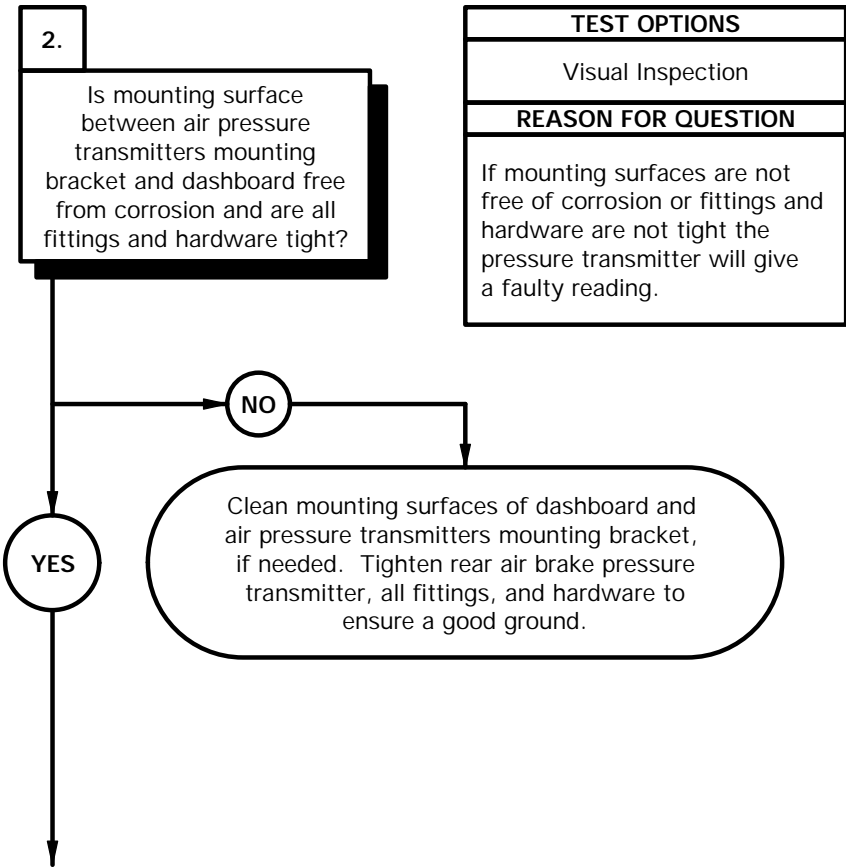 2.
Is mounting surface
between air pressure
transmitters mounting
bracket and dashboard free
from corrosion and are all
fittings and hardware tight?
TEST OPTIONS
Visual Inspection
REASON FOR QUESTION
If mounting surfaces are not
free of corrosion or fittings and
hardware are not tight the
pressure transmitter will give
a faulty reading.
NO
YES
Clean mounting surfaces of dashboard and
air pressure transmitters mounting bracket,
if needed. Tighten rear air brake pressure
transmitter, all fittings, and hardware to
ensure a good ground.